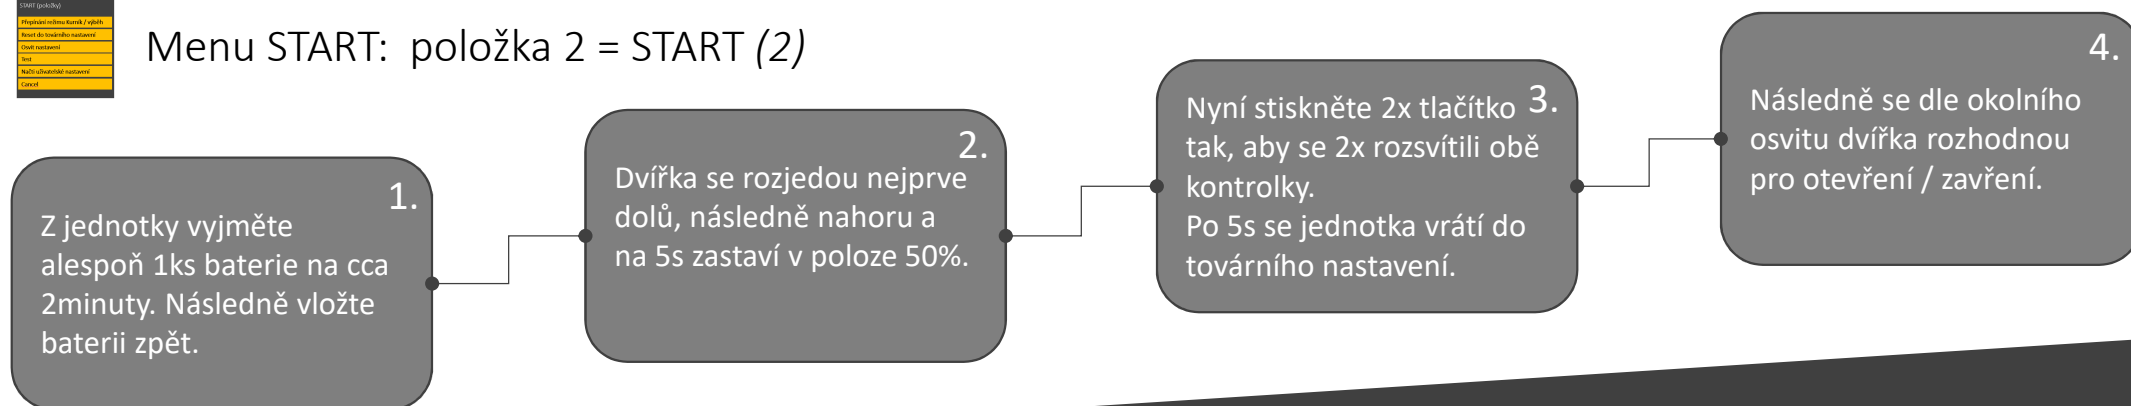 START (položky)
Přepínání režimu Kurník / výběh
Reset do továrního nastavení
Osvit nastavení
Test
Načti uživatelské nastavení
Cancel
Menu START: položka 2 = START (2)
1.
Z jednotky vyjměte
alespoň 1ks baterie na cca
2minuty. Následně vložte
baterii zpět.
2.
Dvířka se rozjedou nejprve
dolů, následně nahoru a
na 5s zastaví v poloze 50%.
3.
Nyní stiskněte 2x tlačítko
tak, aby se 2x rozsvítili obě
kontrolky.
Po 5s se jednotka vrátí do
továrního nastavení.
4.
Následně se dle okolního
osvitu dvířka rozhodnou
pro otevření / zavření.